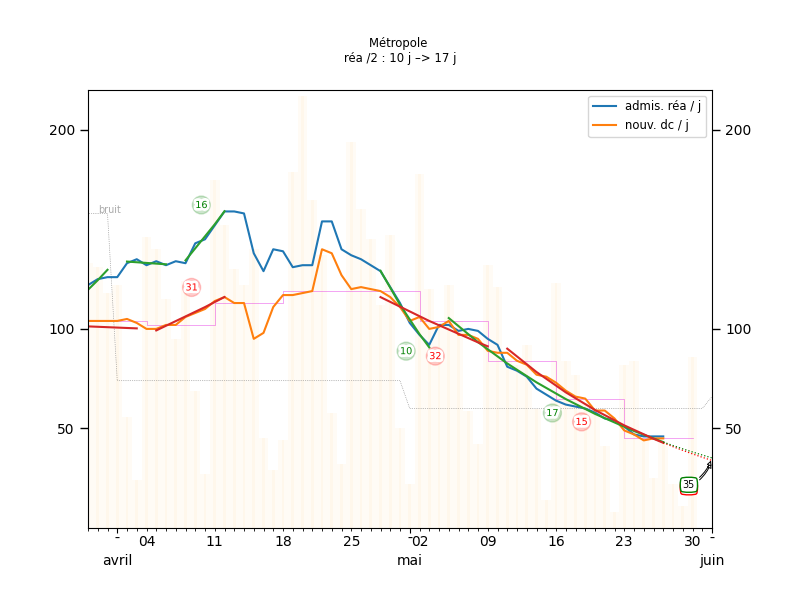 Métropole
réa /2 : 10 j –> 17 j
admis. réa / j
nouv. dc / j
200
200
bruit
16
31
100
100
10
32
17
15
50
50
35
04
11
18
25
02
09
16
23
30
avril
mai
juin